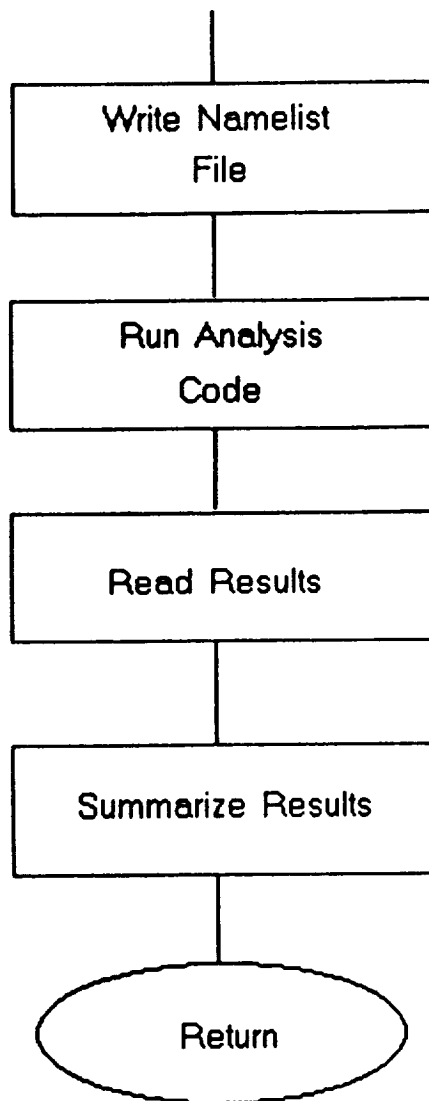 Write Namelist
File
Run Analysis
Code
Read Results
Summarize Results
Return